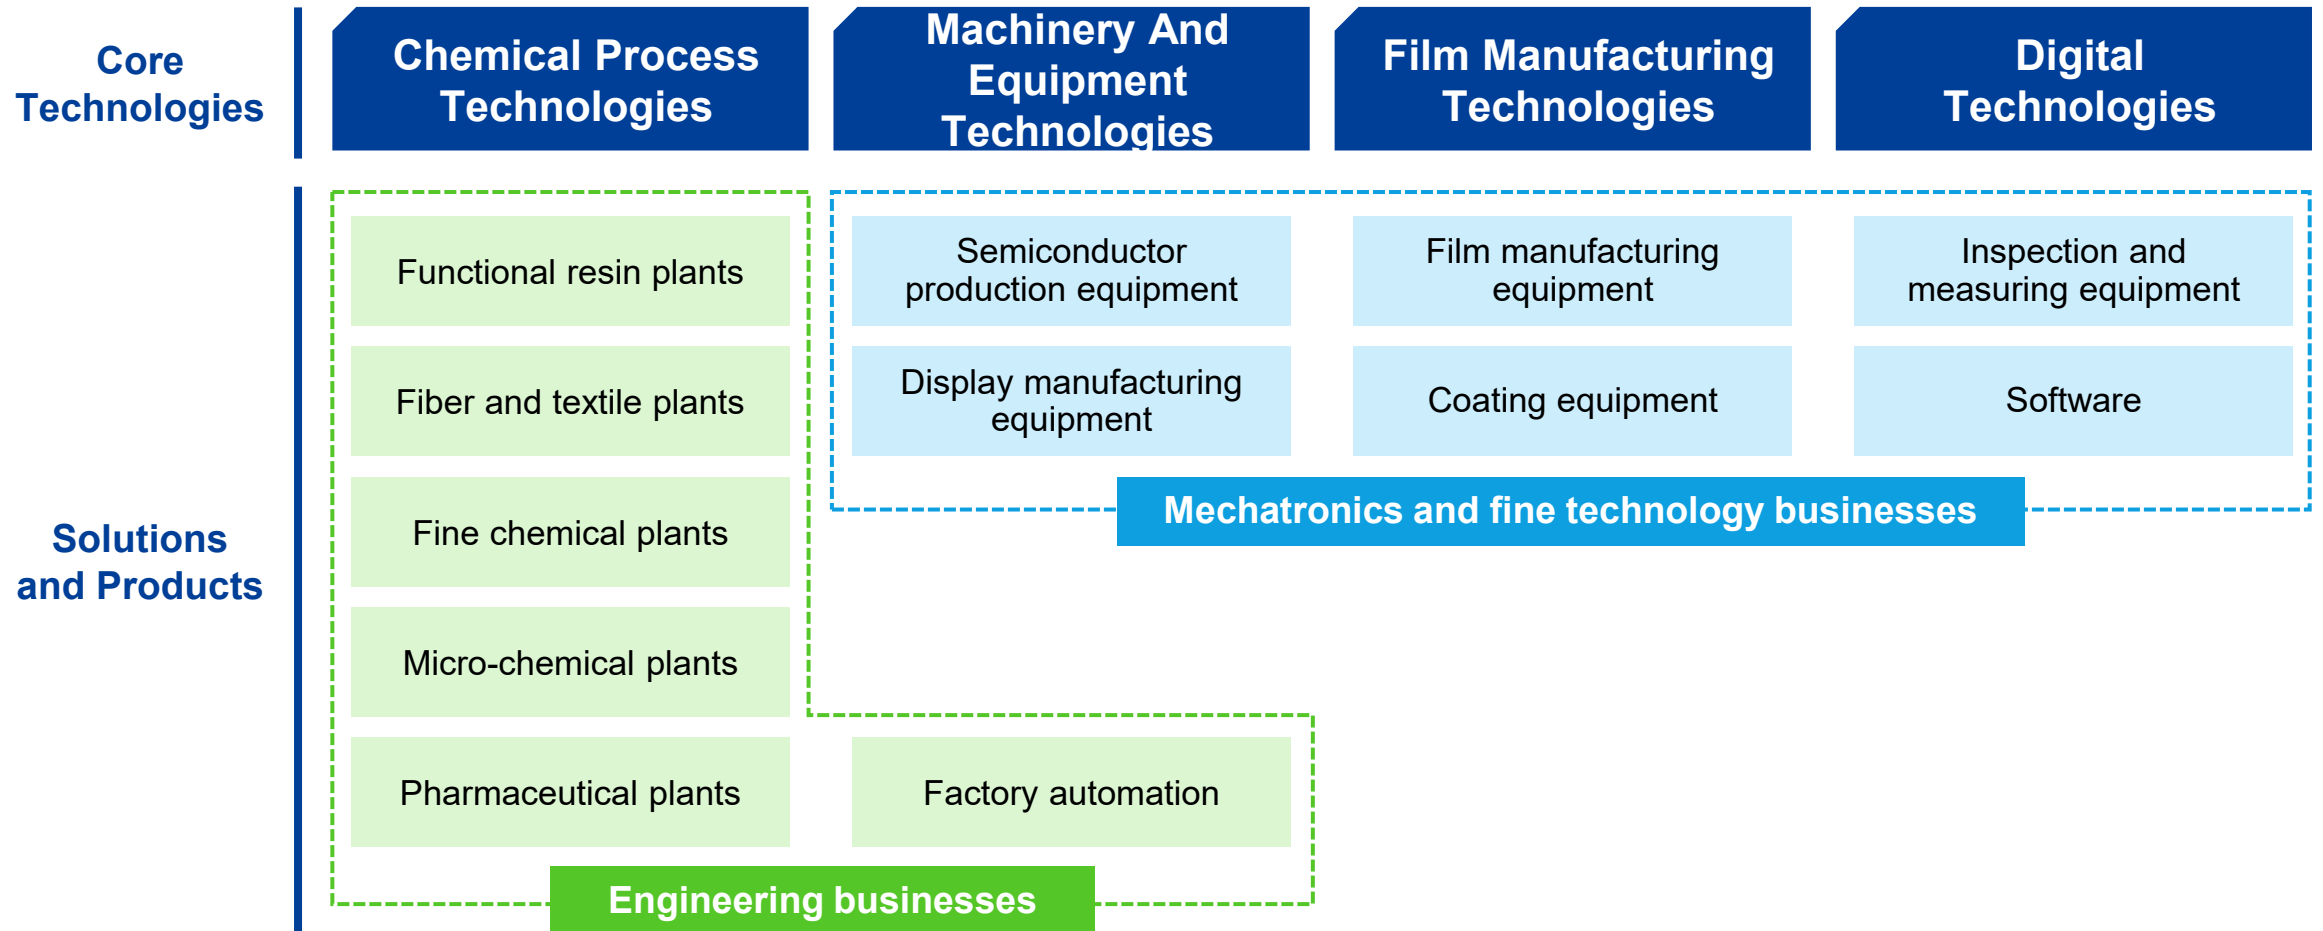 Core
Technologies
Chemical Process
Technologies
Machinery And
Equipment
Technologies
Film Manufacturing
Technologies
Digital
Technologies
Solutions
and Products
Functional resin plants
Semiconductor
production equipment
Film manufacturing
equipment
Inspection and
measuring equipment
Fiber and textile plants
Display manufacturing
equipment
Coating equipment
Software
Mechatronics and fine technology businesses
Fine chemical plants
Micro-chemical plants
Pharmaceutical plants
Factory automation
Engineering businesses